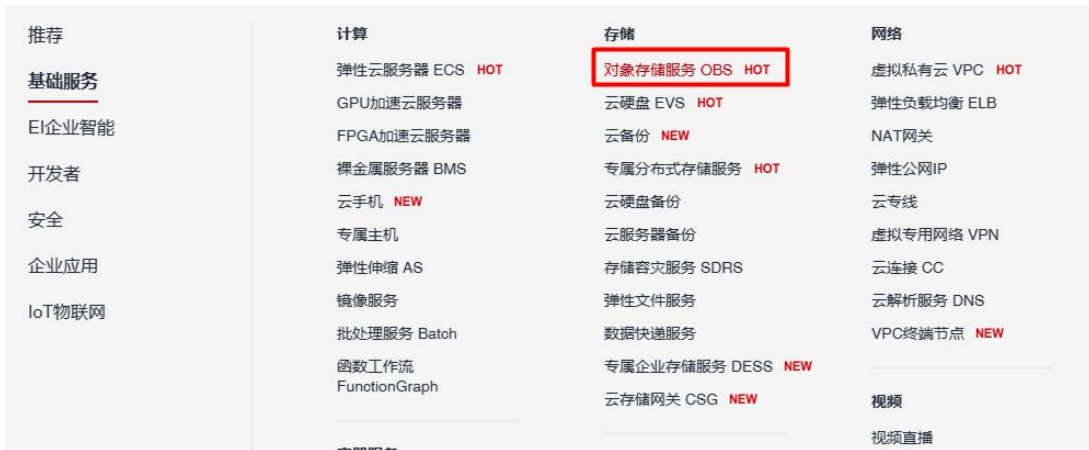 推荐
基础服务
EI企业智能
开发者
安全
企业应用
IoT物联网
计算
弹性云服务器 ECS HOT
GPU加速云服务器
FPGA加速云服务器
裸金属服务器 BMS
云手机 NEW
专属主机
弹性伸缩 AS
镜像服务
批处理服务 Batch
函数工作流
FunctionGraph
存储
对象存储服务 OBS HOT
云硬盘 EVS HOT
云备份 NEW
专属分布式存储服务 HOT
云硬盘备份
云服务器备份
存储容灾服务 SDRS
弹性文件服务
数据快递服务
专属企业存储服务 DESS NEW
云存储网关 CSG NEW
网络
虚拟私有云 VPC HOT
弹性负载均衡 ELB
NAT网关
弹性公网IP
云专线
虚拟专用网络 VPN
云连接 CC
云解析服务 DNS
VPC终端节点 NEW
视频
视频直播